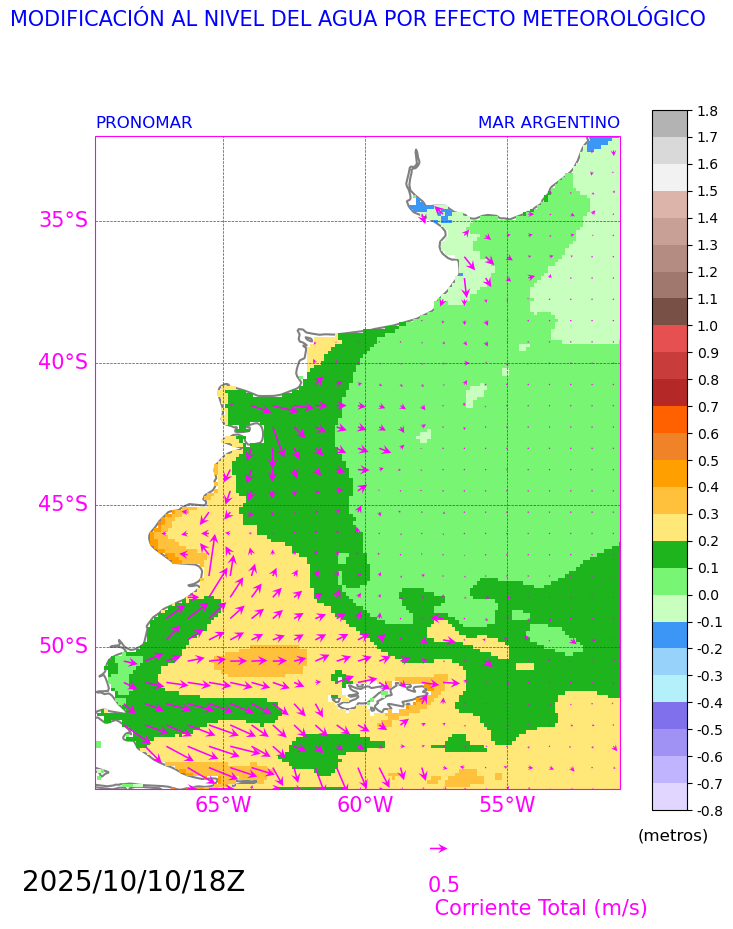 MODIFICACIÓN AL NIVEL DEL AGUA POR EFECTO METEOROLÓGICO
PRONOMAR MAR ARGENTINO
35°S
40°S
45°S
50°S
65°W 60°W 55°W
1.8
1.7
1.6
1.5
1.4
1.3
1.2
1.1
1.0
0.9
0.8
0.7
0.6
0.5
0.4
0.3
0.2
0.1
0.0
-0.1
-0.2
-0.3
-0.4
-0.5
-0.6
-0.7
-0.8
(metros)
2025/10/10/18Z
0.5
Corriente Total (m/s)